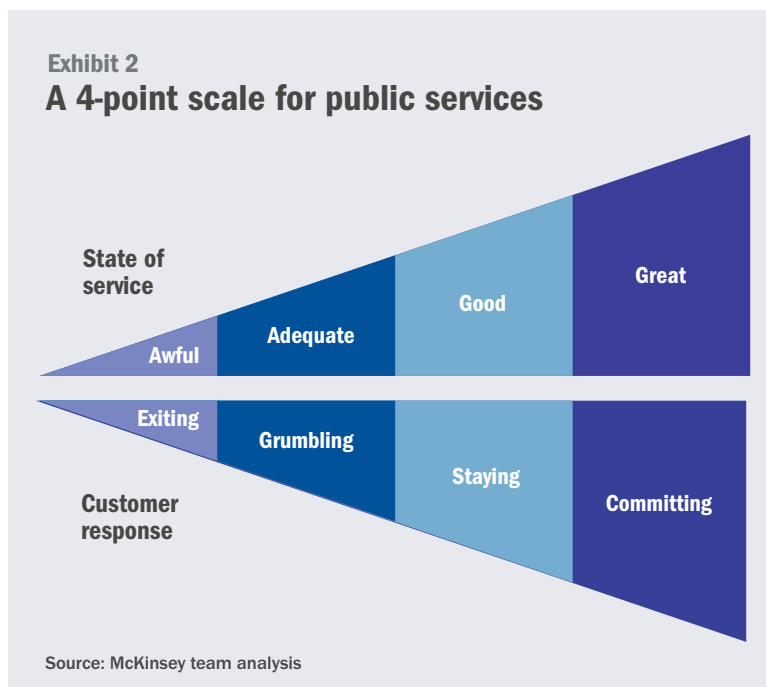 Exhibit 2
A 4-point scale for public services
State of
service
Awful
Adequate
Good
Great
Exiting
Grumbling
Staying
Committing
Customer
response
Source: McKinsey team analysis